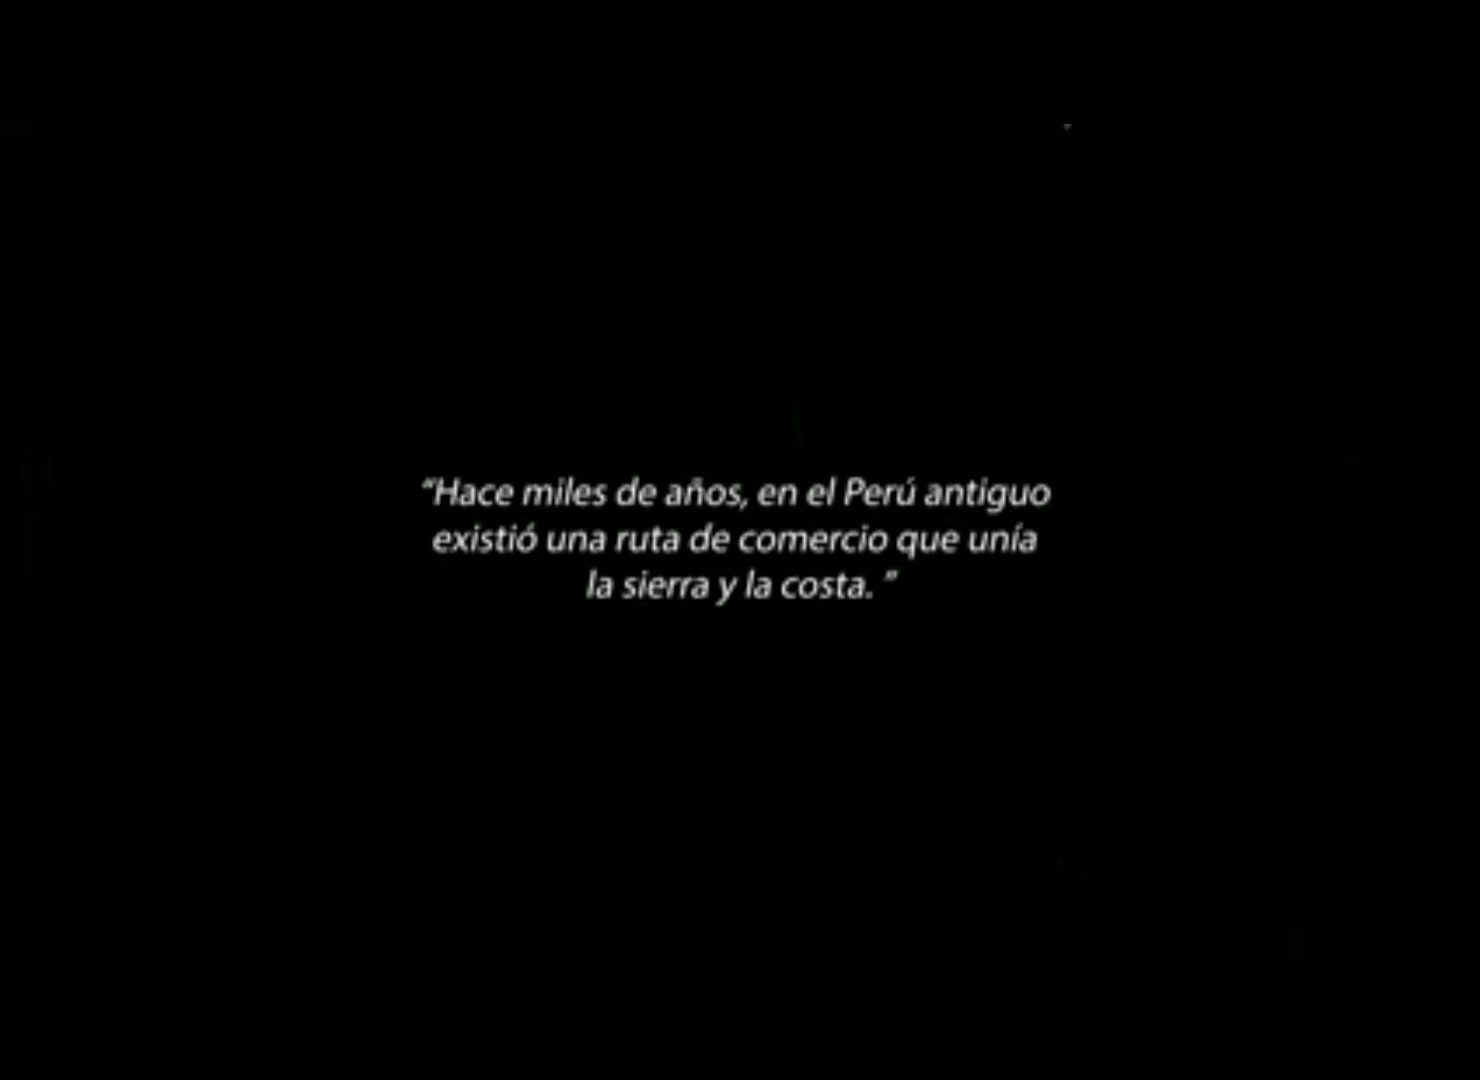 “Hace miles de años, en el Perú antiguo
existió una ruta de comercio que unía
la sierra y la costa. ”